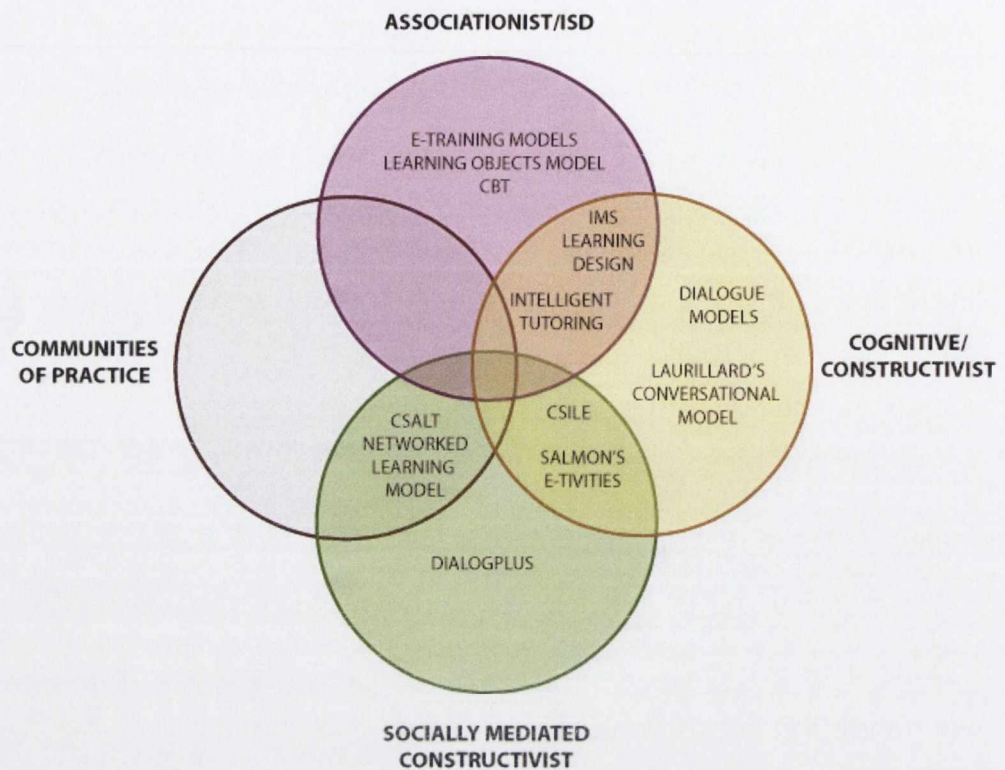 ASSOCIATIONIST/ISD
E-TRAINING MODELS
LEARNING OBJECTS MODEL
CBT
IMS
LEARNING
DESIGN
INTELLIGENT
TUTORING
DIALOGUE
MODELS
LAURILLARD'S
CONVERSATIONAL
MODEL
COMMUNITIES
OF PRACTICE
COGNITIVE/
CONSTRUCTIVIST
CSALT
NETWORKED
LEARNING
MODEL
CSILE
SALMON'S
E-TIVITIES
DIALOGPLUS
SOCIALLY MEDIATED
CONSTRUCTIVIST